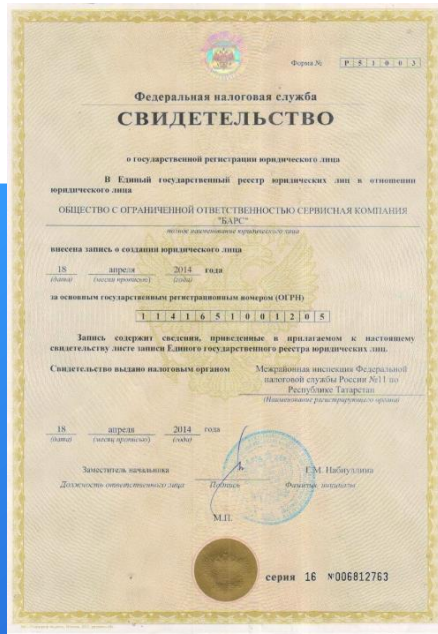 Форма № Р 5 1 0 0 3
Федеральная налоговая служба
СВИДЕТЕЛЬСТВО
о государственной регистрации юридического лица
В Единый государственный реестр юридических лиц в отношении
юридического лица
ОБЩЕСТВО С ОГРАНИЧЕННОЙ ОТВЕТСТВЕННОСТЬЮ СЕРВИСНАЯ КОМПАНИЯ
"БАРС"
полное наименование юридического лица
внесена запись о создании юридического лица
18 апреля 2014 года
(дата) (месяц прописью) (год)
за основным государственным регистрационным номером (ОГРН)
1 1 4 1 6 5 1 0 0 1 2 0 5
Запись содержит сведения, приведенные в прилагаемом к настоящему
свидетельству листе записи Единого государственного реестра юридических лиц.
Свидетельство выдано налоговым органом Межрайонная инспекция Федеральной
налоговой службы России №11 по
Республике Татарстан
(Наименование регистрирующего органа)
18 апреля 2014 года
(дата) (месяц прописью) (год)
Заместитель начальника Г.М. Набиуллина
Должность ответственного лица Подпись Фамилия, инициалы
М.П.
серия 16 №006812763